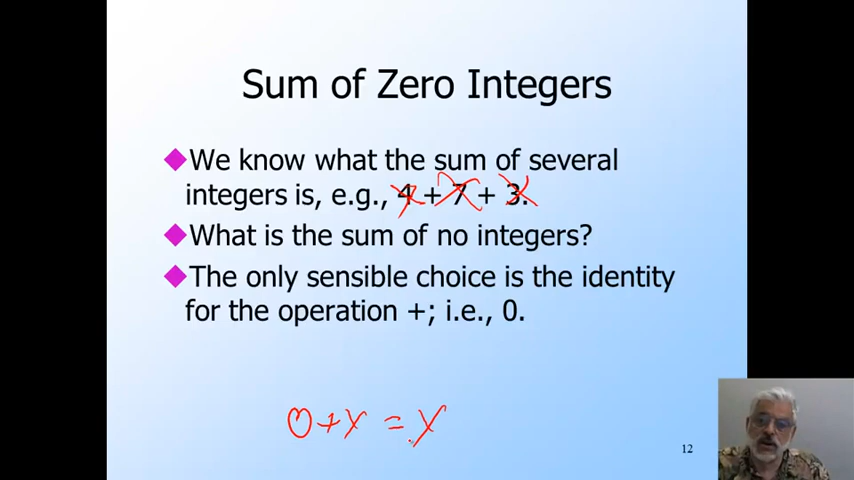 Sum of Zero Integers
◆We know what the sum of several
integers is, e.g., 4 + 7 + 3.
◆What is the sum of no integers?
◆The only sensible choice is the identity
for the operation +; i.e., 0.
0+x = x
12